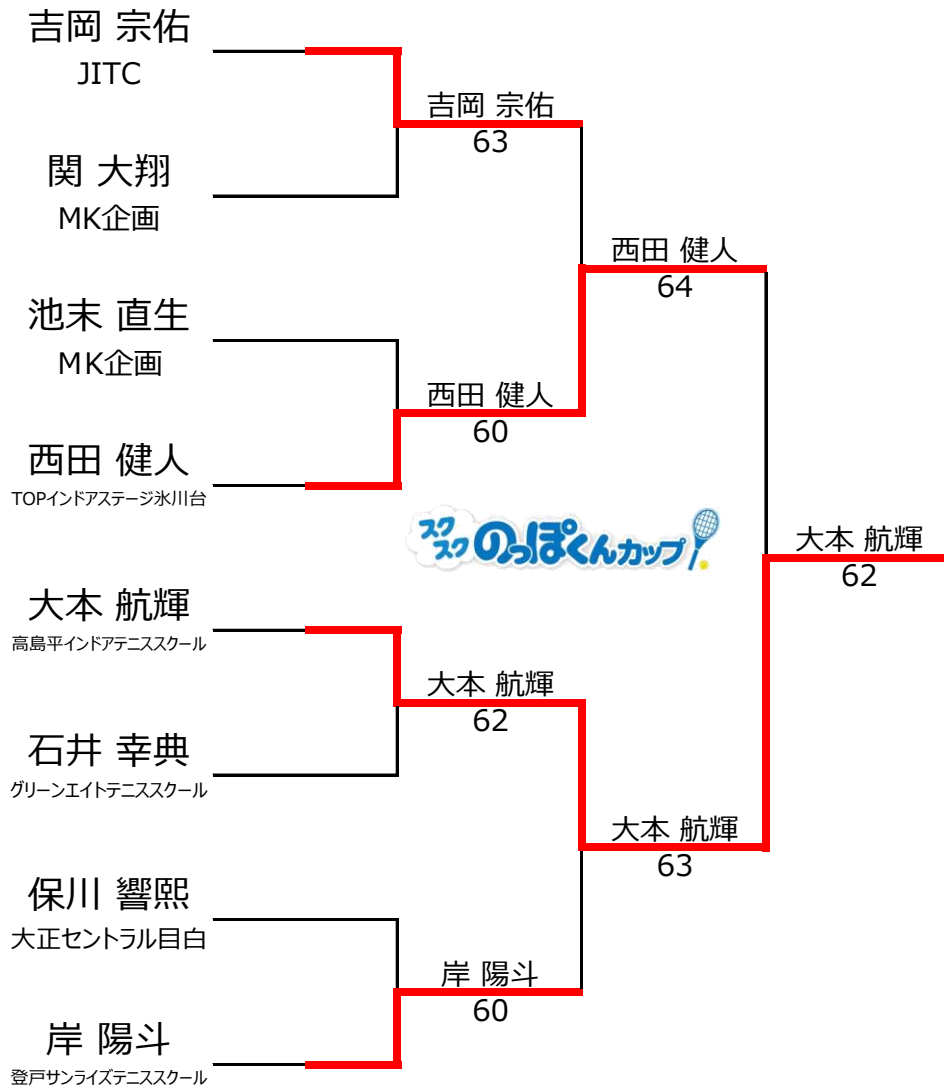 吉岡 宗佑
JITC
吉岡 宗佑
63
関 大翔
MK企画
西田 健人
64
池末 直生
MK企画
西田 健人
60
西田 健人
TOPインドアステージ氷川台
スクスク のっぽくんカップ
大本 航輝
62
大本 航輝
高島平インドアテニススクール
大本 航輝
62
石井 幸典
グリーンエイトテニススクール
大本 航輝
63
保川 響熙
大正セントラル目白
岸 陽斗
60
岸 陽斗
登戸サンライズテニススクール